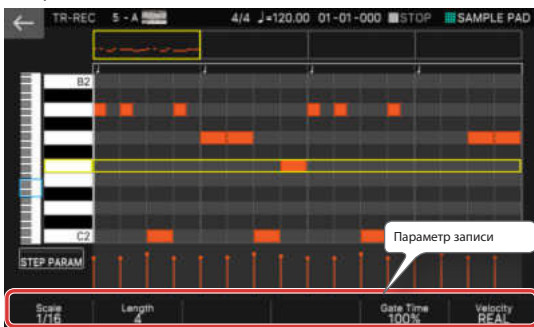 TR-REC 5 - A 4/4 ♩=120.00 01-01-000 STOP SAMPLE PAD
B2
C2
Параметр записи
STEP PARAM
Scale Length Gate Time Velocity
1/16 4 100% REAL